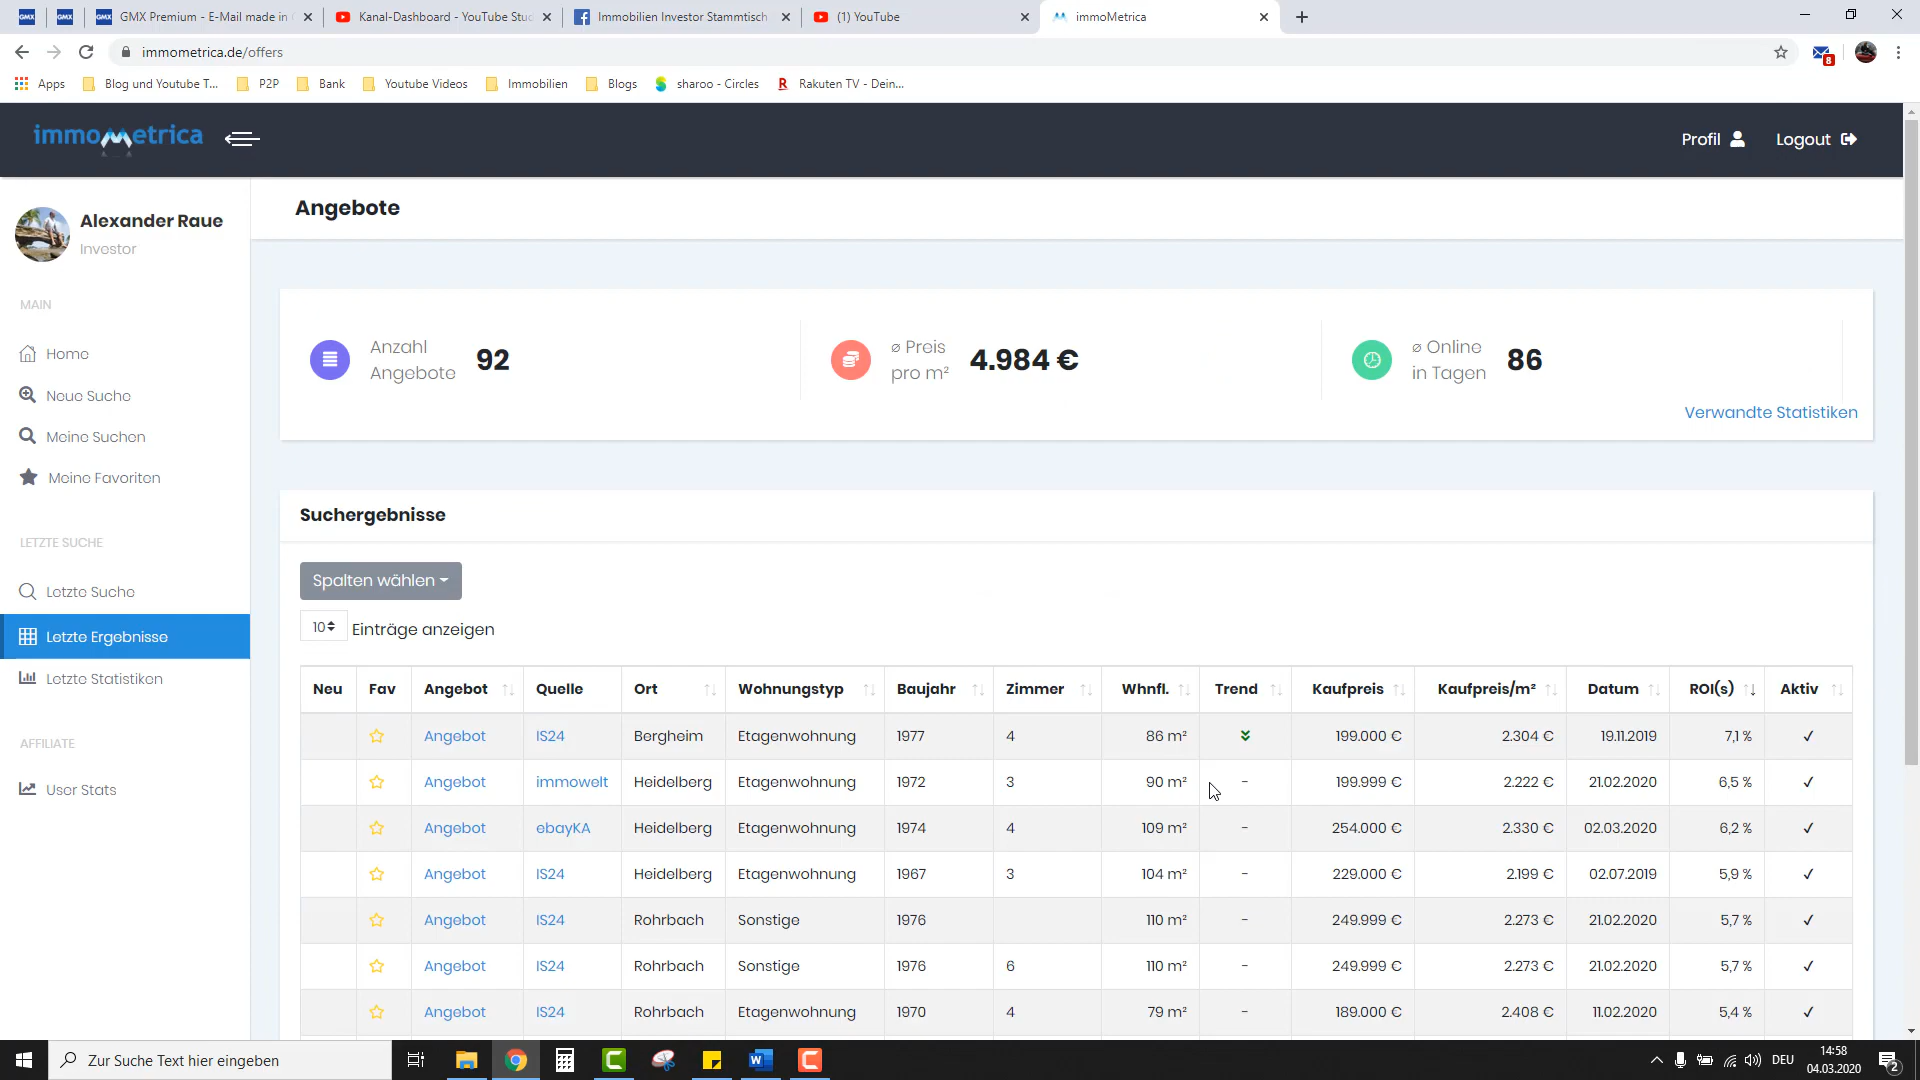 GMX GMX GMX GMX Premium - E-Mail made in Kanal-Dashboard - YouTube Stu Immobilien Investor Stammtisch (1) YouTube immoMetrica
immometrica.de/offers 8
Apps Blog und Youtube T... P2P Bank Youtube Videos Immobilien Blogs sharoo - Circles R Rakuten TV - Dein...
immometrica Profil Logout
Alexander Raue
Investor
MAIN
Home
Neue Suche
Meine Suchen
Meine Favoriten
LETZTE SUCHE
Letzte Suche
Letzte Ergebnisse
Letzte Statistiken
AFFILIATE
User Stats
Angebote
Anzahl Angebote 92
⌀ Preis pro m² 4.984 €
⌀ Online in Tagen 86
Verwandte Statistiken
Suchergebnisse
Spalten wählen
10 Einträge anzeigen
Neu Fav Angebot Quelle Ort Wohnungstyp Baujahr Zimmer Whnfl. Trend Kaufpreis Kaufpreis/m² Datum ROI(s) Aktiv
Angebot IS24 Bergheim Etagenwohnung 1977 4 86 m² 199.000 € 2.304 € 19.11.2019 7,1 % ✓
Angebot immowelt Heidelberg Etagenwohnung 1972 3 90 m² - 199.999 € 2.222 € 21.02.2020 6,5 % ✓
Angebot ebayKA Heidelberg Etagenwohnung 1974 4 109 m² - 254.000 € 2.330 € 02.03.2020 6,2 % ✓
Angebot IS24 Heidelberg Etagenwohnung 1967 3 104 m² - 229.000 € 2.199 € 02.07.2019 5,9 % ✓
Angebot IS24 Rohrbach Sonstige 1976 110 m² - 249.999 € 2.273 € 21.02.2020 5,7 % ✓
Angebot IS24 Rohrbach Sonstige 1976 6 110 m² - 249.999 € 2.273 € 21.02.2020 5,7 % ✓
Angebot IS24 Rohrbach Etagenwohnung 1970 4 79 m² - 189.000 € 2.408 € 11.02.2020 5,4 % ✓
Zur Suche Text hier eingeben DEU 14:58
04.03.2020 2